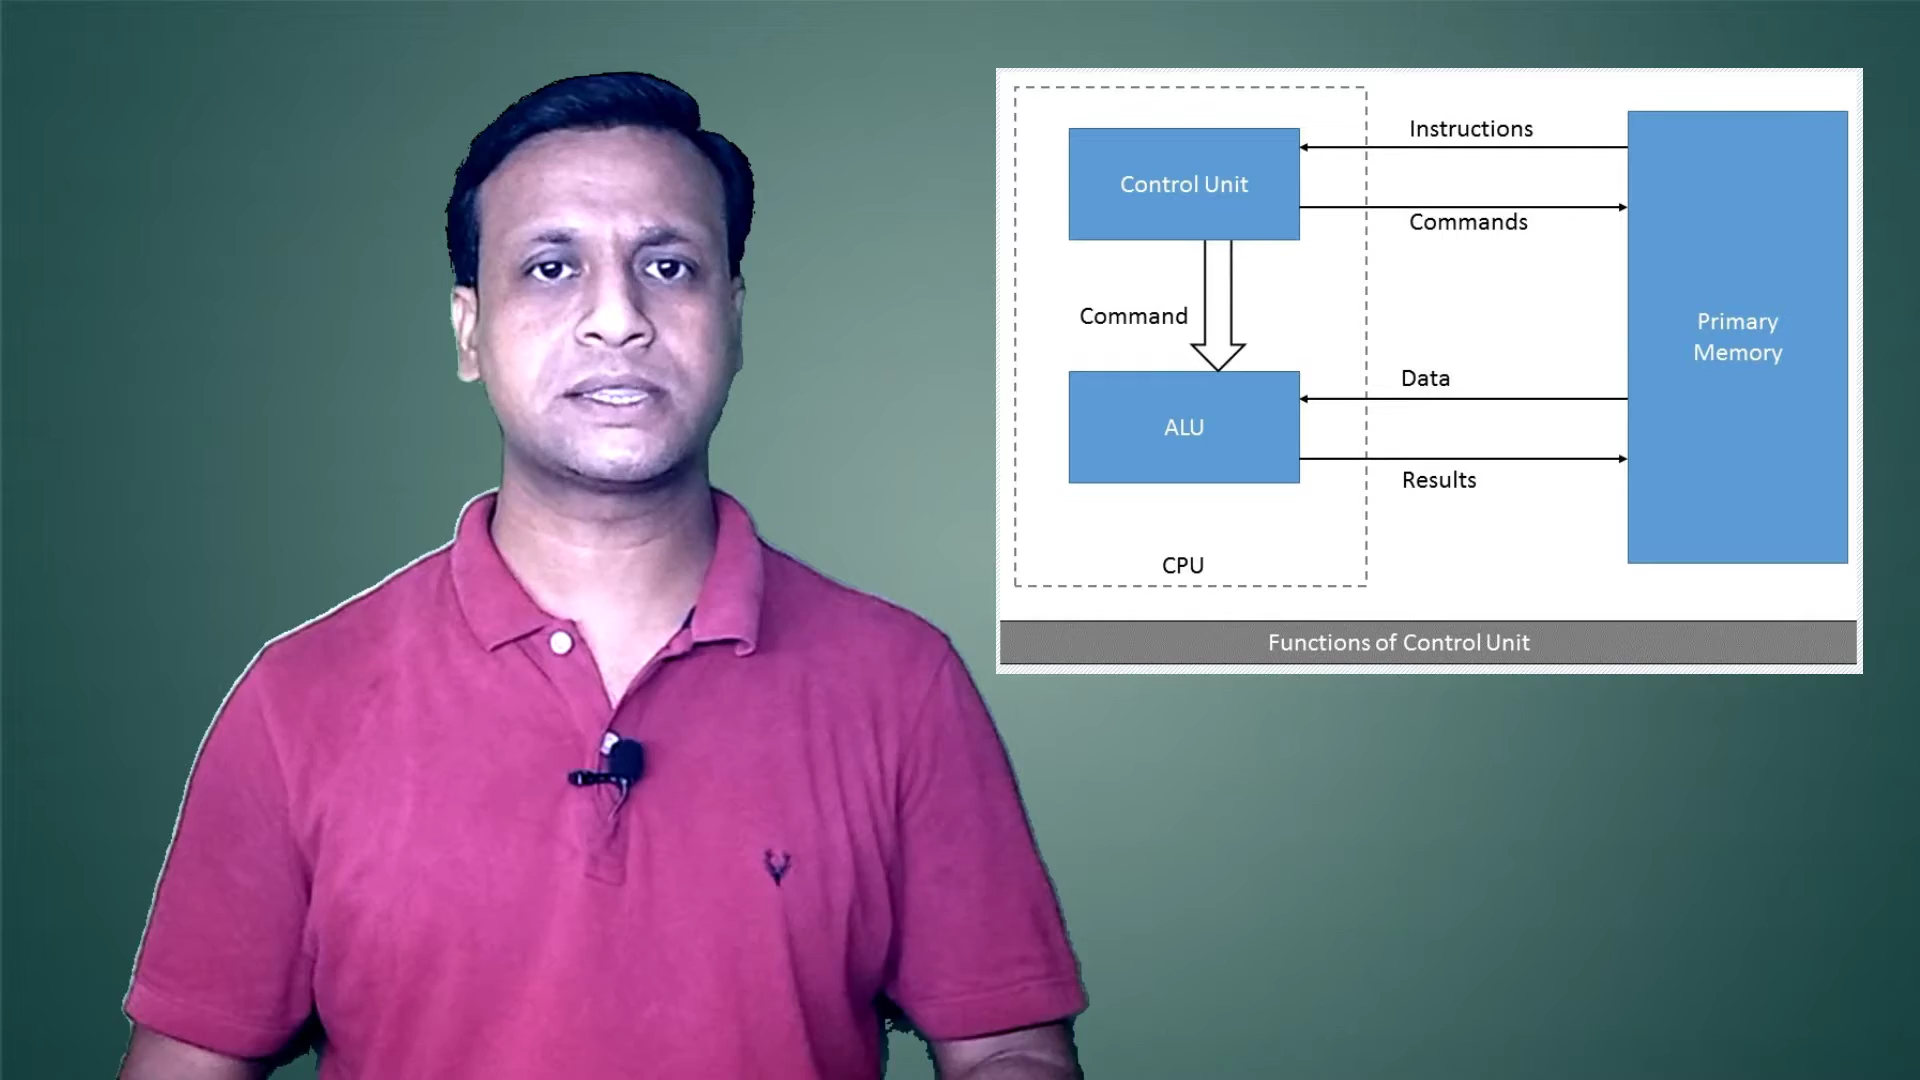 Instructions
Control Unit
Commands
Command
Primary
Memory
Data
ALU
Results
CPU
Functions of Control Unit